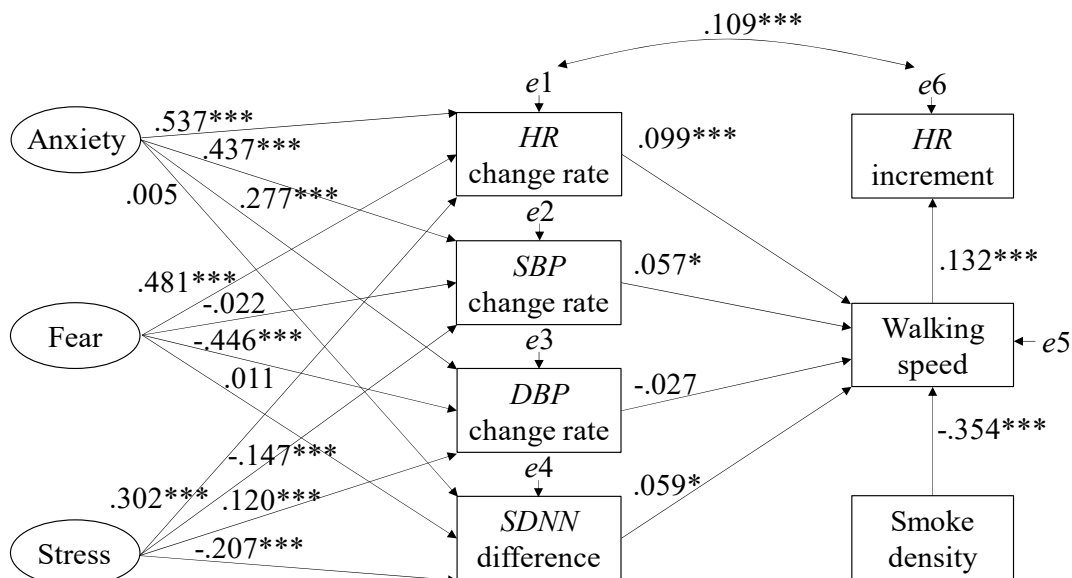 .109***
e1
e6
Anxiety
.537***
HR
change rate
.099***
HR
increment
.437***
.005
.277***
e2
SBP
change rate
.057*
.132***
.481***
-.022
Fear
-.446***
.011
e3
DBP
change rate
-.027
Walking
speed
e5
-.354***
-.147***
.302***
.120***
e4
SDNN
difference
.059*
Smoke
density
Stress
-.207***